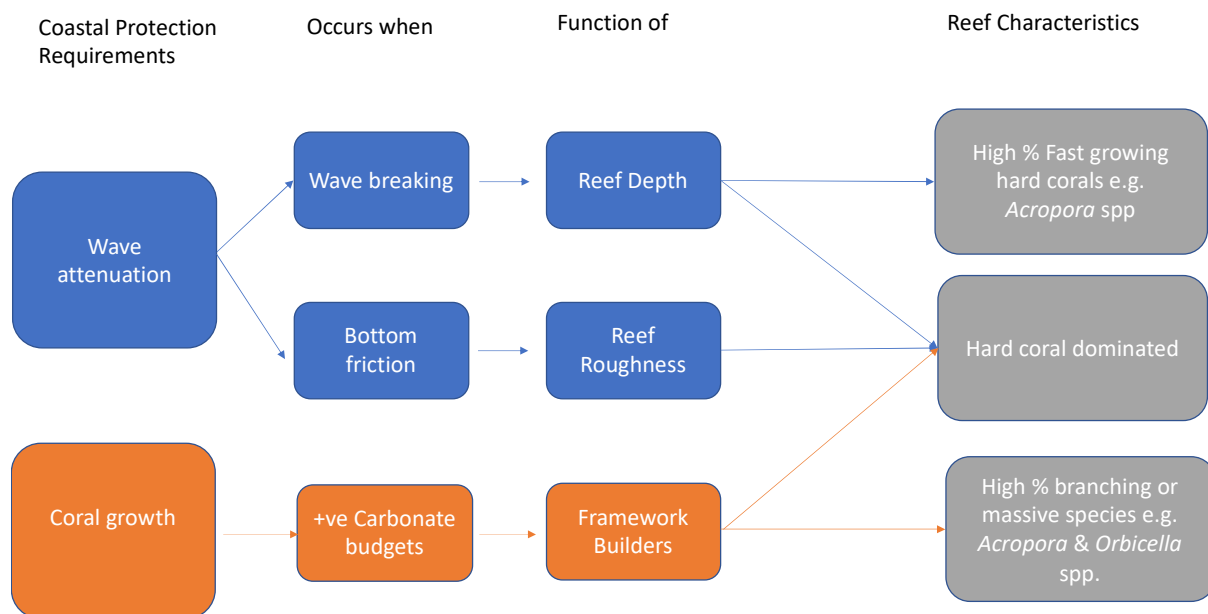 Coastal Protection
Requirements
Occurs when
Function of
Reef Characteristics
Wave
attenuation
Wave breaking
Reef Depth
High % Fast growing
hard corals e.g.
Acropora spp
Bottom
friction
Reef
Roughness
Hard coral dominated
Coral growth
+ve Carbonate
budgets
Framework
Builders
High % branching or
massive species e.g.
Acropora & Orbicella
spp.